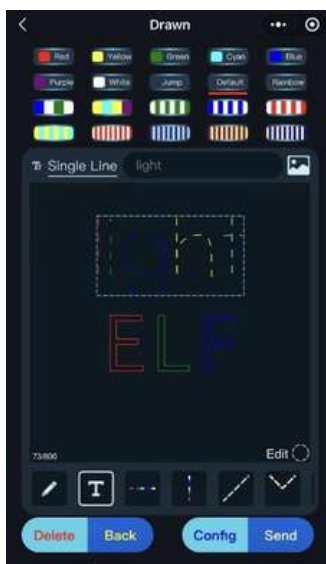 Drawn
Red Yellow Green Cyan Blue
Purple White Jump Default Rainbow
Single Line light
light
ELF
73/800 Edit
T
Delete Back Config Send